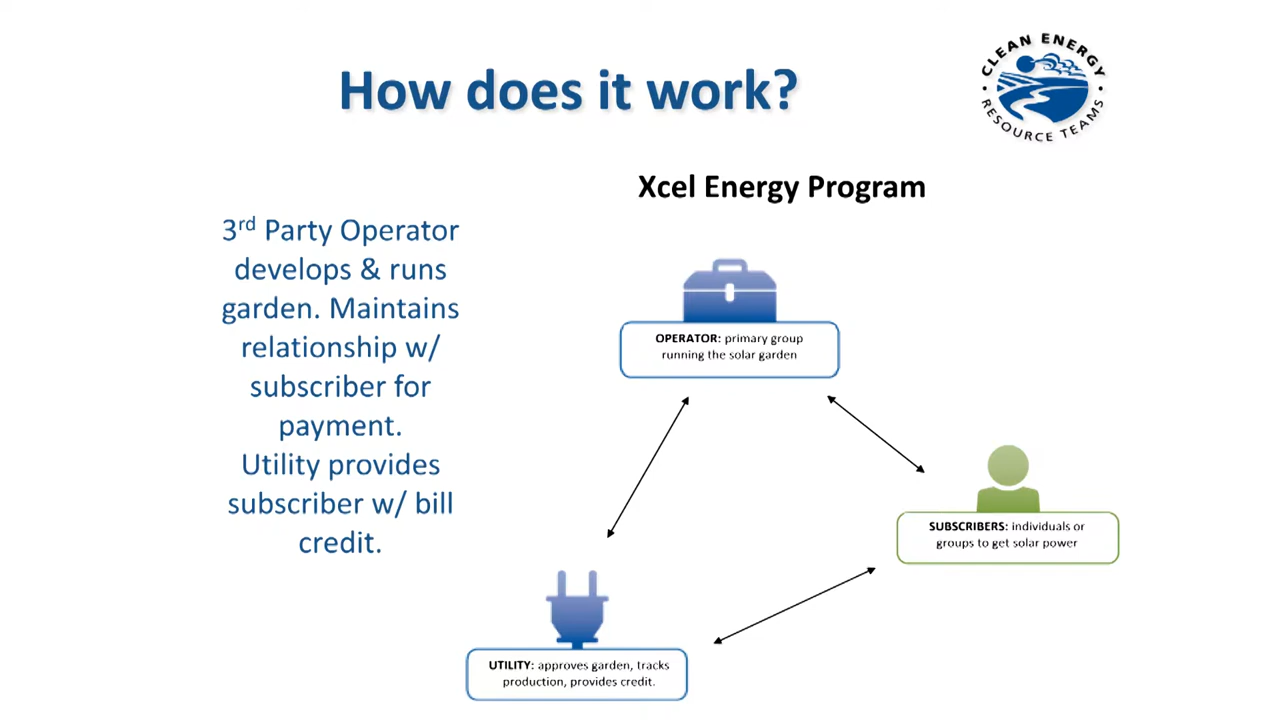 How does it work?
CLEAN ENERGY
· RESOURCE TEAMS ·
Xcel Energy Program
3rd Party Operator
develops & runs
garden. Maintains
relationship w/
subscriber for
payment.
Utility provides
subscriber w/ bill
credit.
OPERATOR: primary group
running the solar garden
SUBSCRIBERS: individuals or
groups to get solar power
UTILITY: approves garden, tracks
production, provides credit.